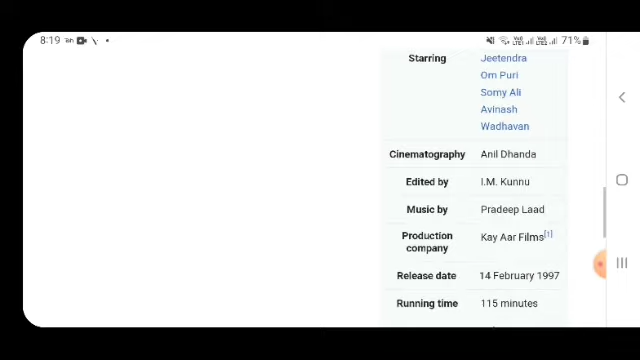 8:19 71%
Starring Jeetendra
Om Puri
Somy Ali
Avinash
Wadhavan
Cinematography Anil Dhanda
Edited by I.M. Kunnu
Music by Pradeep Laad
Production Kay Aar Films[1]
company
Release date 14 February 1997
Running time 115 minutes